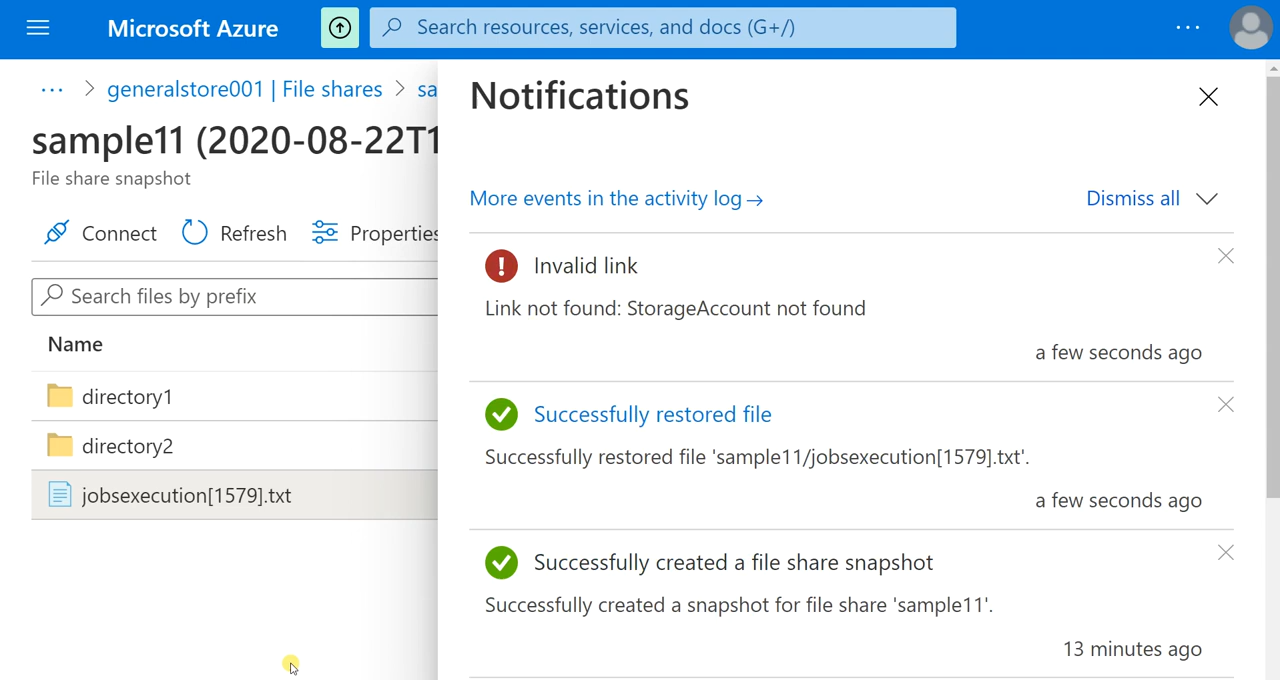 Microsoft Azure
Search resources, services, and docs (G+/)
...
... > generalstore001 | File shares > sa
sample11 (2020-08-22T1
File share snapshot
Connect Refresh Properties
Search files by prefix
Name
directory1
directory2
jobsexecution[1579].txt
Notifications
More events in the activity log→
Dismiss all
Invalid link
Link not found: StorageAccount not found
a few seconds ago
Successfully restored file
Successfully restored file 'sample11/jobsexecution[1579].txt'.
a few seconds ago
Successfully created a file share snapshot
Successfully created a snapshot for file share 'sample11'.
13 minutes ago